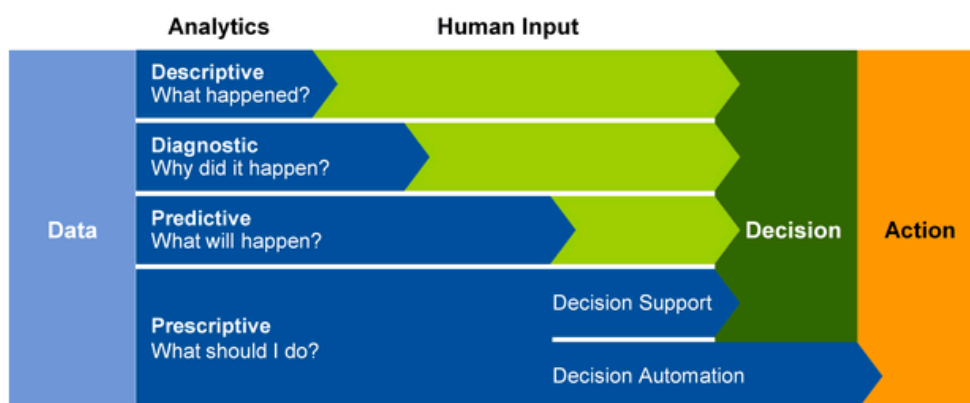 Analytics
Human Input
Data
Descriptive
What happened?
Diagnostic
Why did it happen?
Predictive
What will happen?
Prescriptive
What should I do?
Decision Support
Decision Automation
Decision
Action